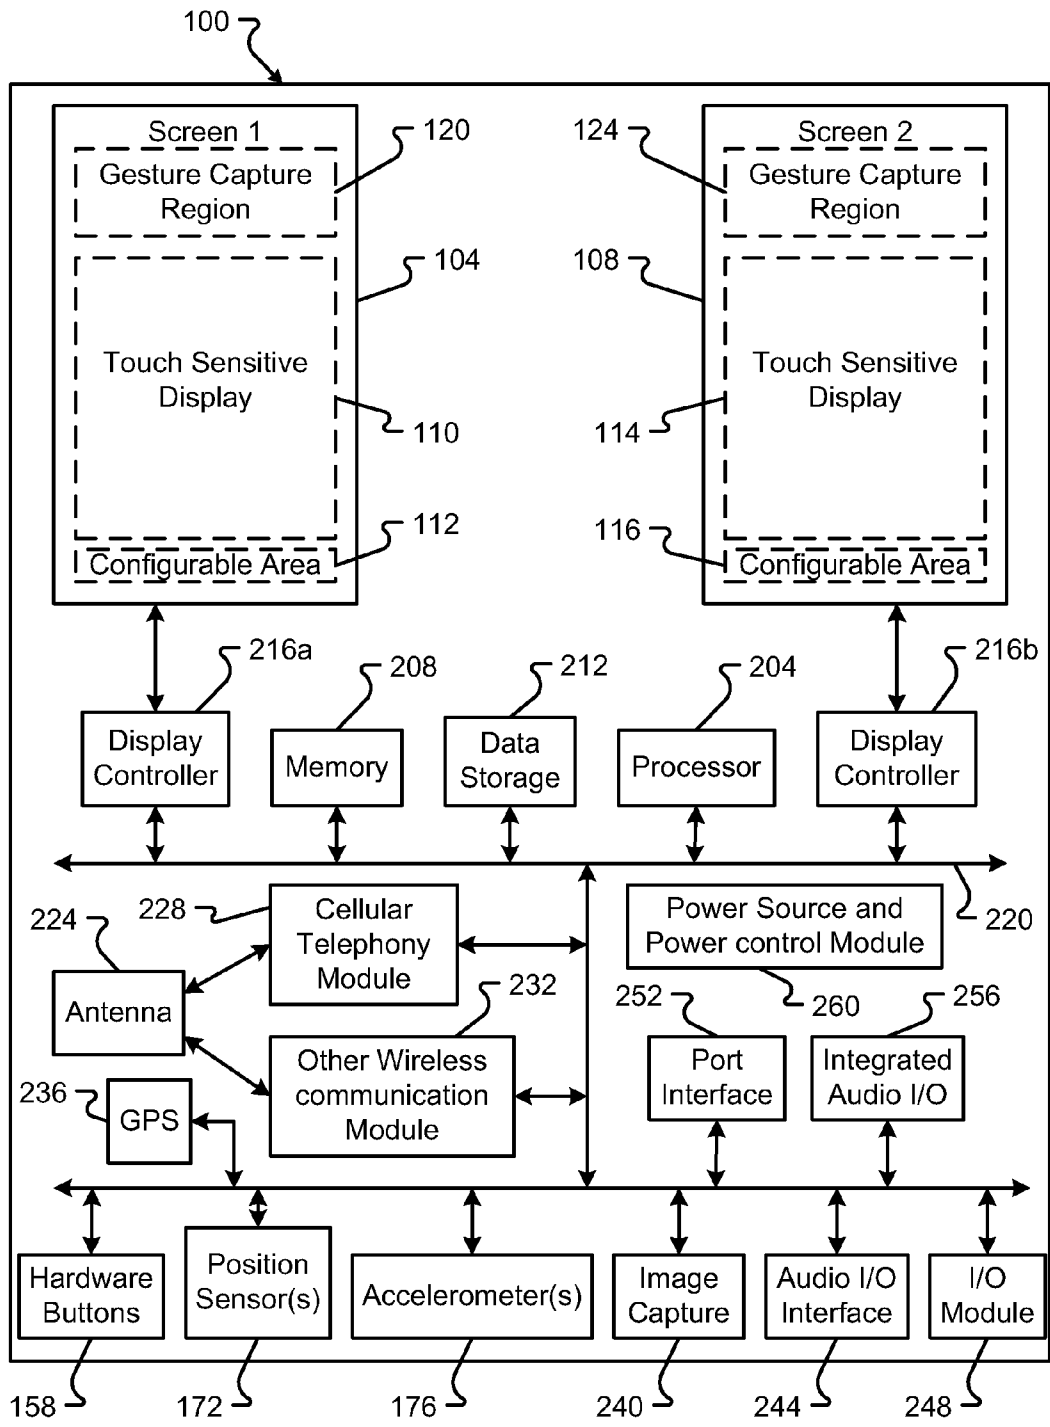 100
Screen 1
120
Gesture Capture
Region
104
Touch Sensitive
Display
110
112
Configurable Area
Screen 2
124
Gesture Capture
Region
108
Touch Sensitive
Display
114
116
Configurable Area
216a
208
212
204
216b
Display
Controller
Memory
Data
Storage
Processor
Display
Controller
220
228
224
Cellular
Telephony
Module
Power Source and
Power control Module
Antenna
232
252
260
256
Other Wireless
communication
Module
Port
Interface
Integrated
Audio I/O
236
GPS
Hardware
Buttons
Position
Sensor(s)
Accelerometer(s)
Image
Capture
Audio I/O
Interface
I/O
Module
158
172
176
240
244
248